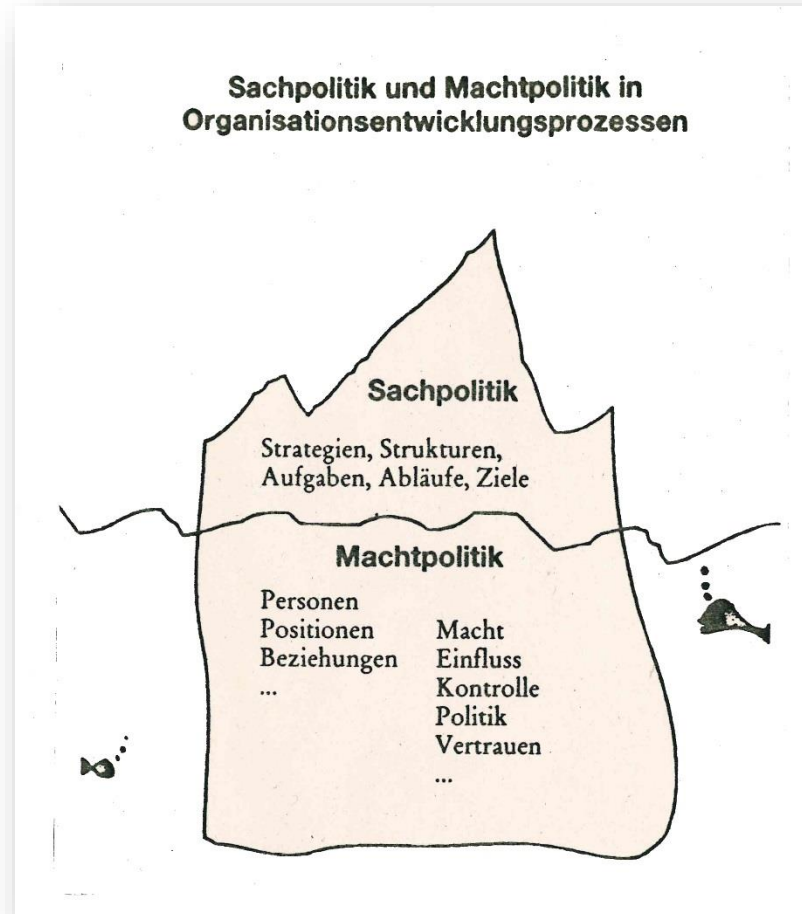 Sachpolitik und Machtpolitik in
Organisationsentwicklungsprozessen
Sachpolitik
Strategien, Strukturen,
Aufgaben, Abläufe, Ziele
Machtpolitik
Personen
Positionen
Beziehungen
...
Macht
Einfluss
Kontrolle
Politik
Vertrauen
...